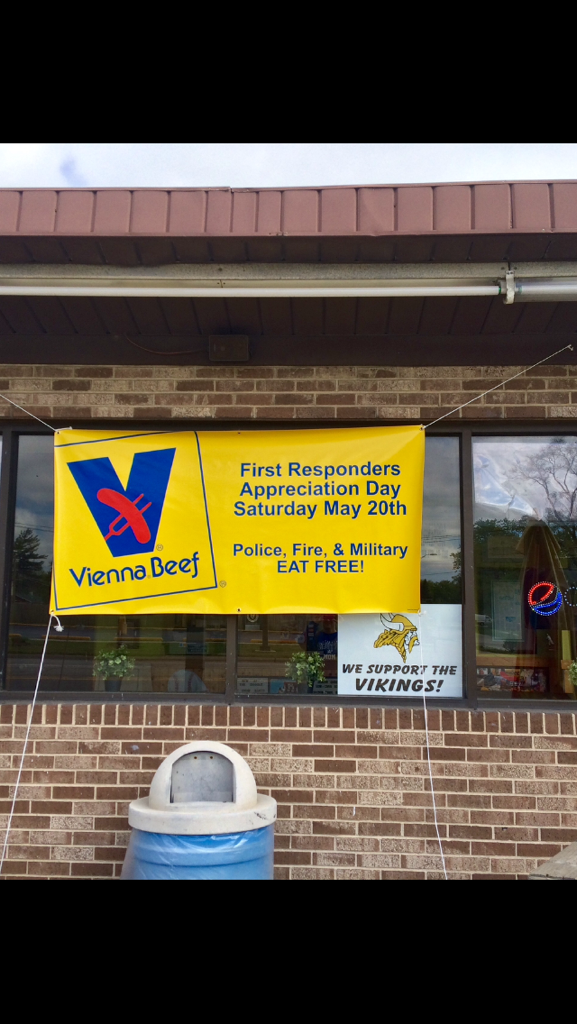 First Responders
Appreciation Day
Saturday May 20th
Police, Fire, & Military
EAT FREE!
V
Vienna Beef®
®
WE SUPPORT THE
VIKINGS!